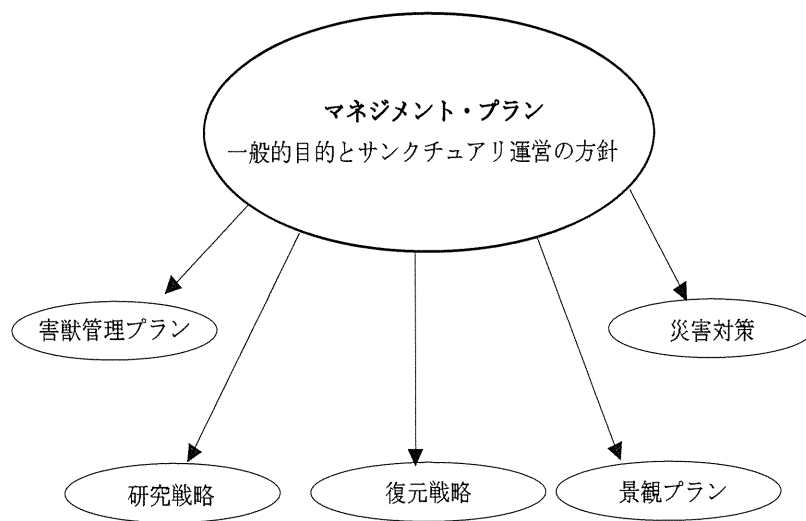 マネジメント・プラン
一般的目的とサンクチュアリ運営の方針
害獣管理プラン
災害対策
研究戦略
復元戦略
景観プラン